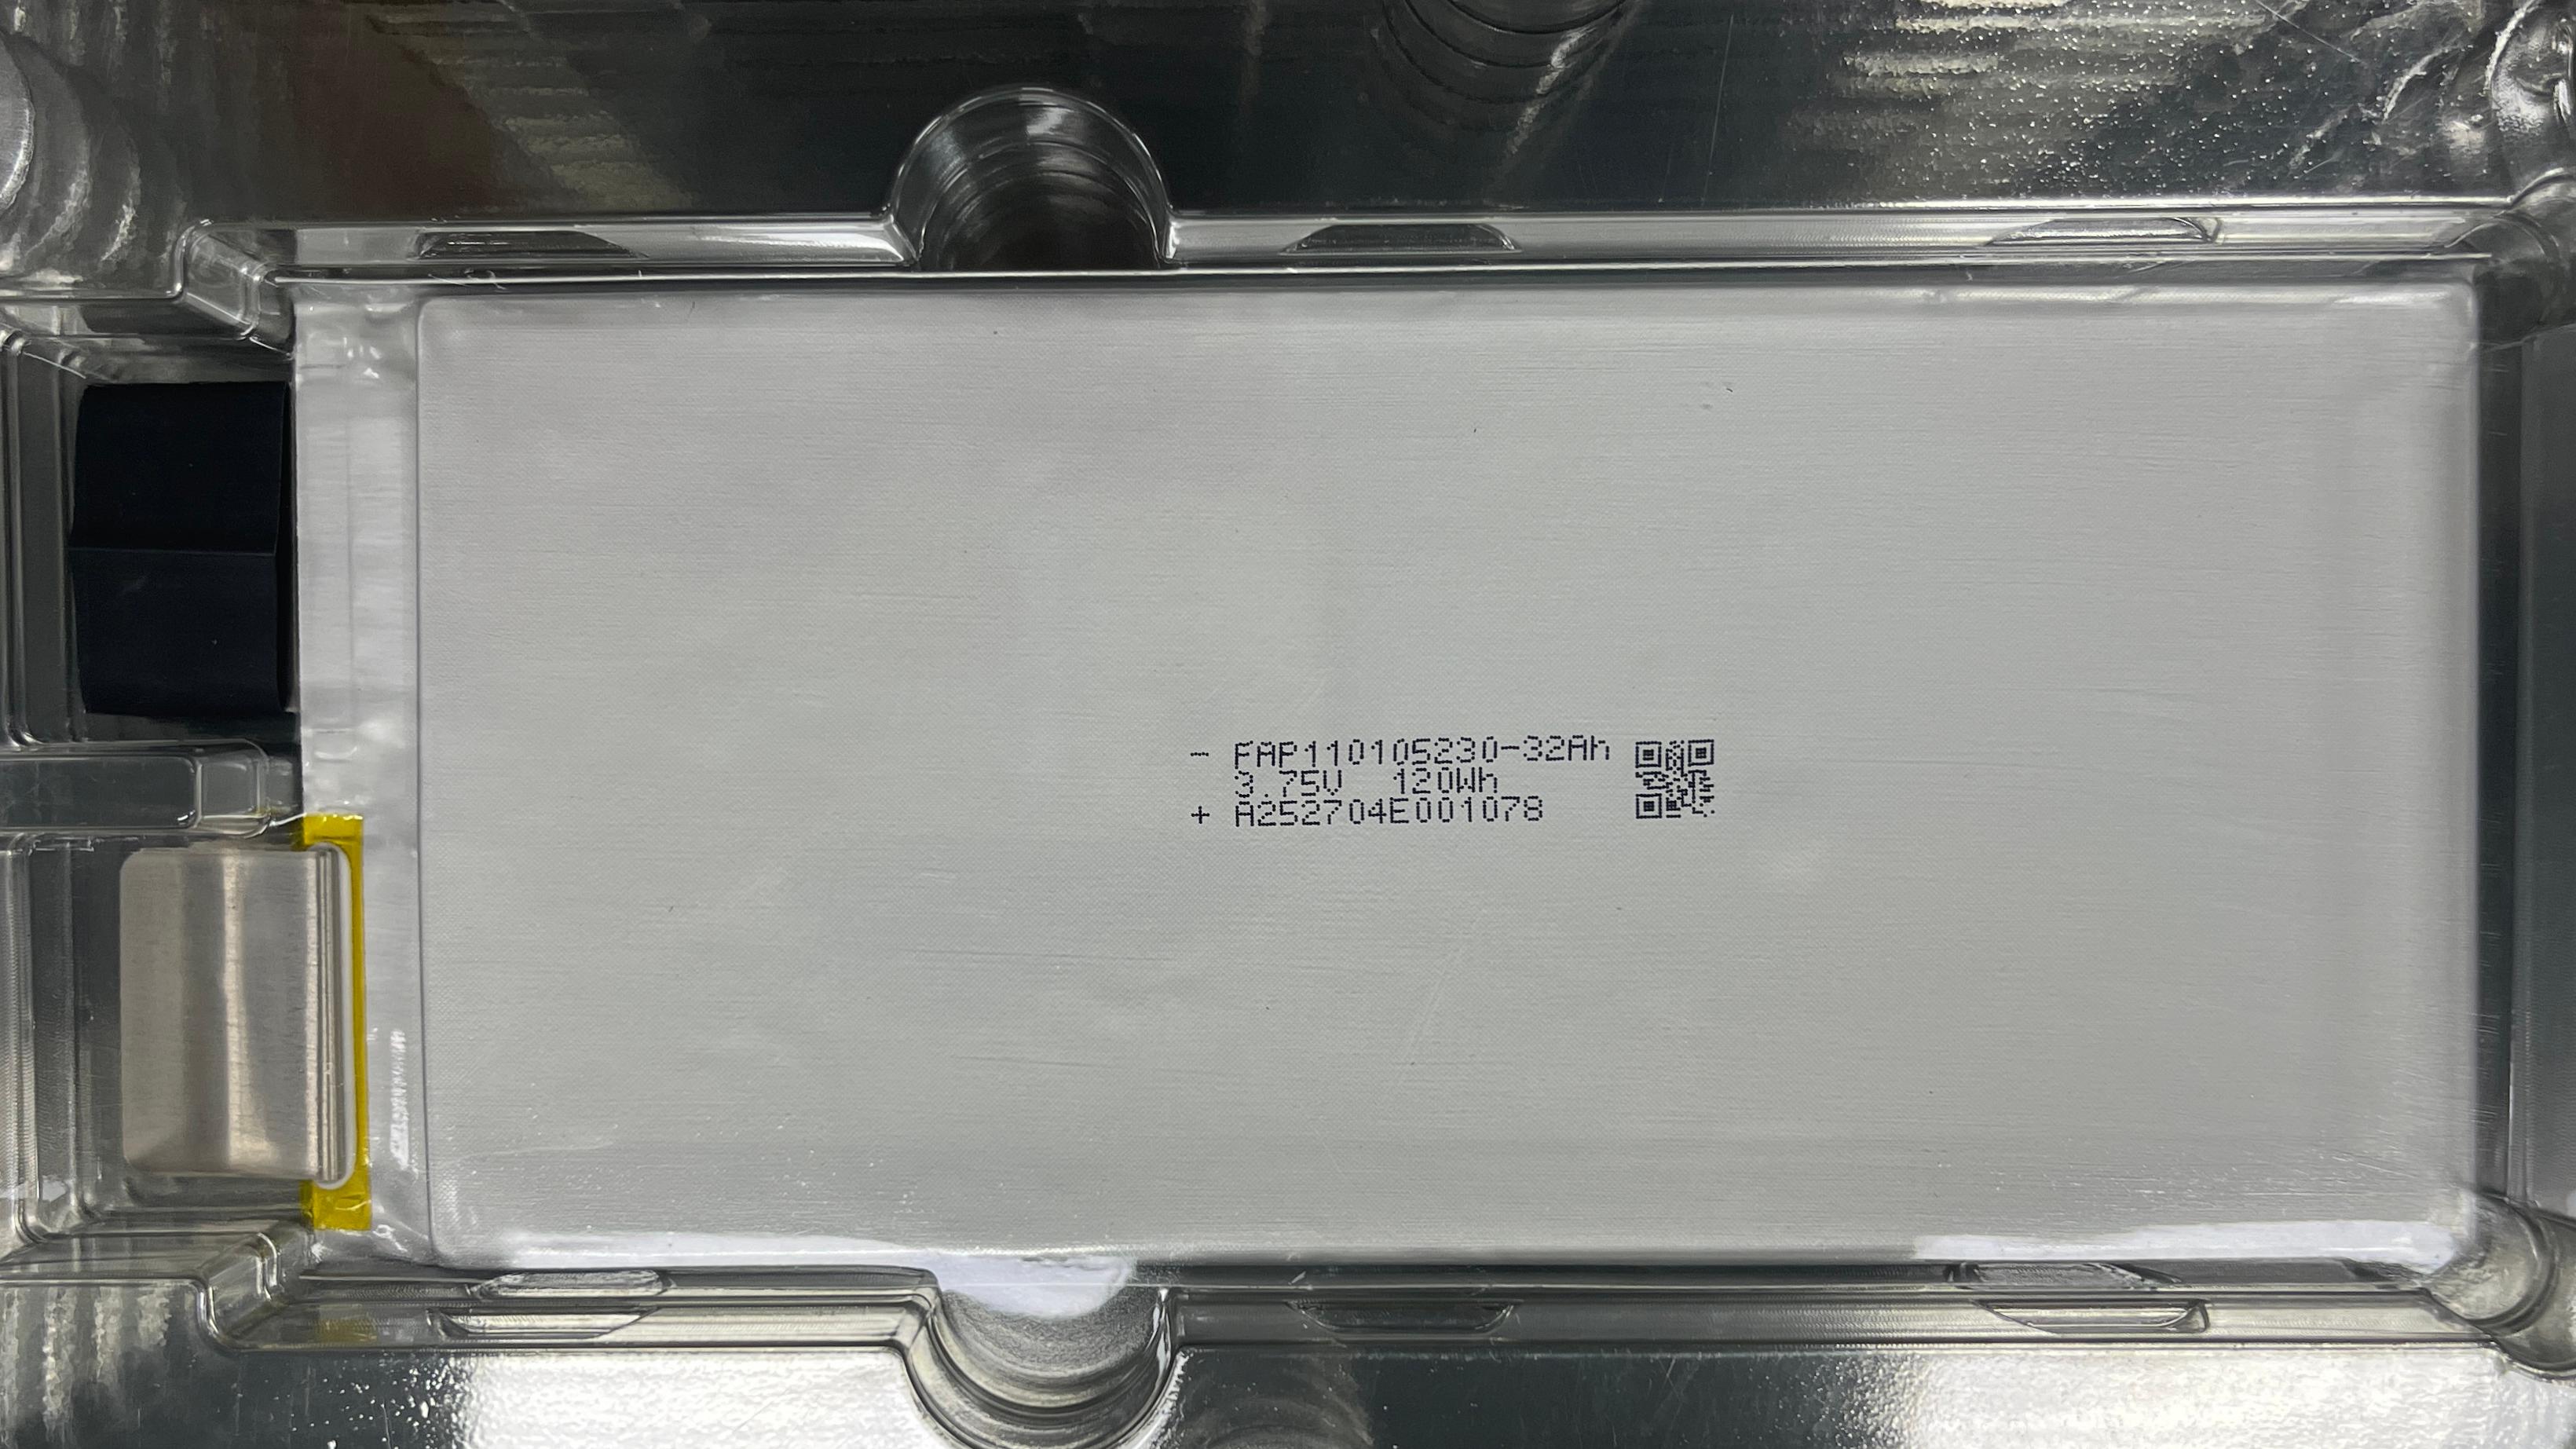 - FAP110105230-32Ah
3.75V 120Wh
+ A252704E001078